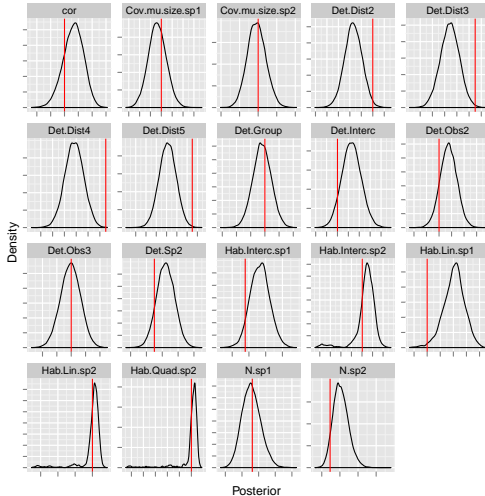 cor Cov.mu.size.sp1 Cov.mu.size.sp2 Det.Dist2 Det.Dist3
Det.Dist4 Det.Dist5 Det.Group Det.Interc Det.Obs2
Density
Det.Obs3 Det.Sp2 Hab.Interc.sp1 Hab.Interc.sp2 Hab.Lin.sp1
Hab.Lin.sp2 Hab.Quad.sp2 N.sp1 N.sp2
Posterior